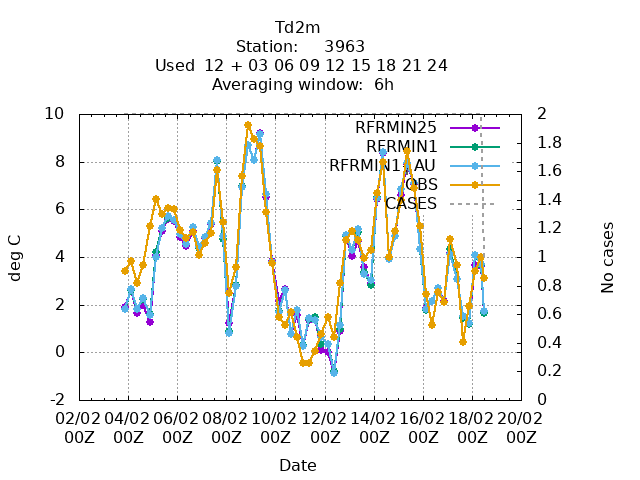 Td2m
Station: 3963
Used 12 + 03 06 09 12 15 18 21 24
Averaging window: 6h
10
8
6
4
2
0
-2
deg C
2
1.8
1.6
1.4
1.2
1
0.8
0.6
0.4
0.2
0
No cases
RFRMIN25
RFRMIN1
RFRMIN1+AU
OBS
CASES
02/02 04/02 06/02 08/02 10/02 12/02 14/02 16/02 18/02 20/02
00Z 00Z 00Z 00Z 00Z 00Z 00Z 00Z 00Z 00Z
Date